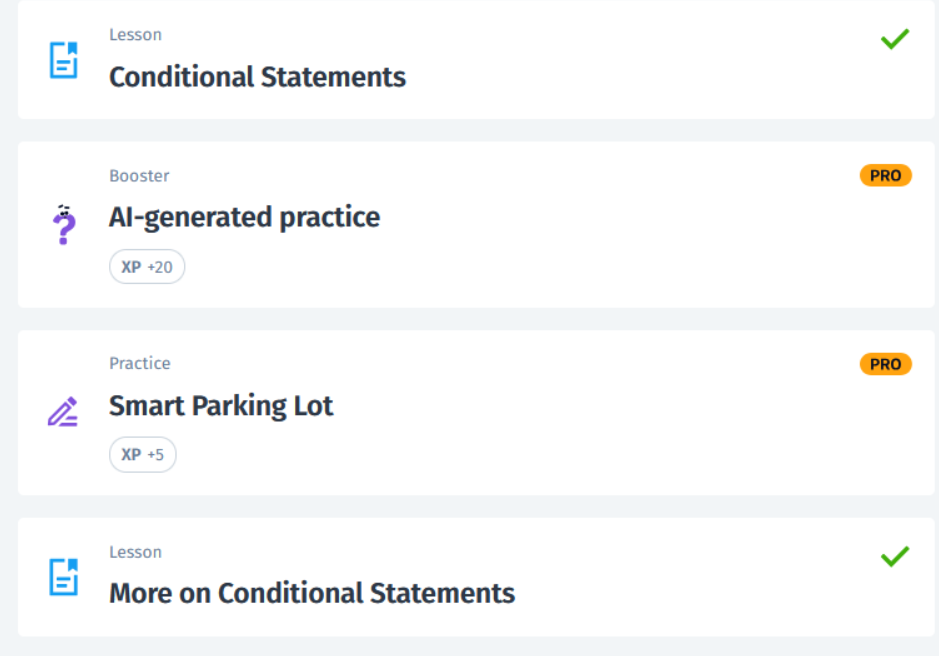 Lesson
Conditional Statements
Booster
PRO
AI-generated practice
XP +20
Practice
PRO
Smart Parking Lot
XP +5
Lesson
More on Conditional Statements